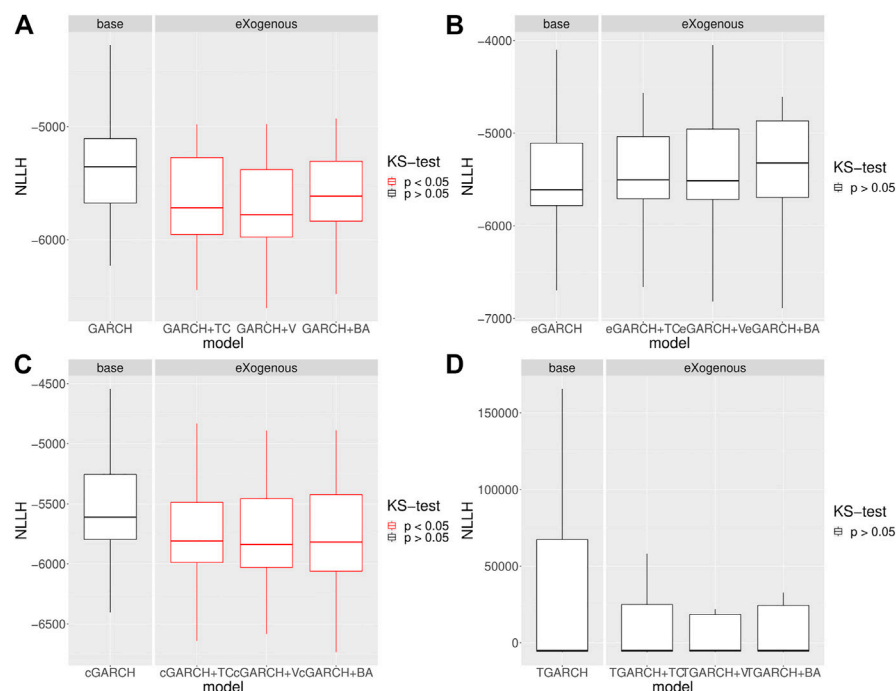 A
base eXogenous
NLLH
−5000
−6000
GARCH GARCH+TC GARCH+V GARCH+BA
model
KS−test
p < 0.05
p > 0.05
B
base eXogenous
NLLH
−4000
−5000
−6000
−7000
eGARCH eGARCH+TC eGARCH+V eGARCH+BA
model
KS−test
p > 0.05
C
base eXogenous
NLLH
−4500
−5000
−5500
−6000
−6500
cGARCH cGARCH+TC cGARCH+V cGARCH+BA
model
KS−test
p < 0.05
p > 0.05
D
base eXogenous
NLLH
150000
100000
50000
0
TGARCH TGARCH+TC TGARCH+V TGARCH+BA
model
KS−test
p > 0.05